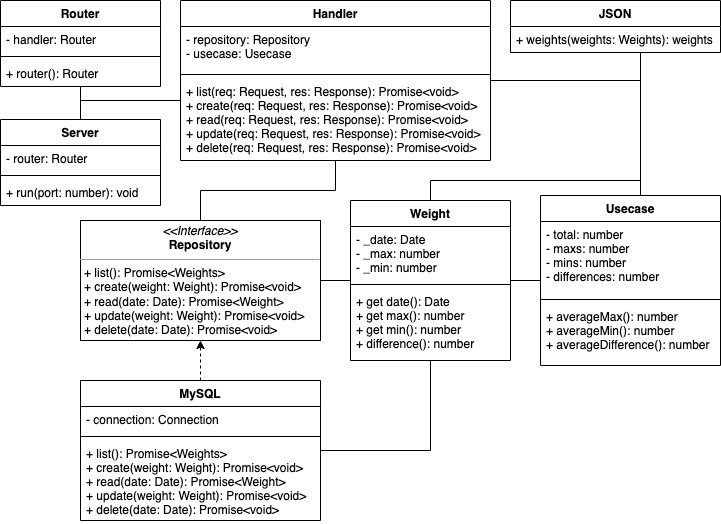 Router
- handler: Router
+ router(): Router
Handler
- repository: Repository
- usecase: Usecase
+ list(req: Request, res: Response): Promise<void>
+ create(req: Request, res: Response): Promise<void>
+ read(req: Request, res: Response): Promise<void>
+ update(req: Request, res: Response): Promise<void>
+ delete(req: Request, res: Response): Promise<void>
JSON
+ weights(weights: Weights): weights
Server
- router: Router
+ run(port: number): void
<<Interface>>
Repository
+ list(): Promise<Weights>
+ create(weight: Weight): Promise<void>
+ read(date: Date): Promise<Weight>
+ update(weight: Weight): Promise<void>
+ delete(date: Date): Promise<void>
Weight
- _date: Date
- _max: number
- _min: number
+ get date(): Date
+ get max(): number
+ get min(): number
+ difference(): number
Usecase
- total: number
- maxs: number
- mins: number
- differences: number
+ averageMax(): number
+ averageMin(): number
+ averageDifference(): number
MySQL
- connection: Connection
+ list(): Promise<Weights>
+ create(weight: Weight): Promise<void>
+ read(date: Date): Promise<Weight>
+ update(weight: Weight): Promise<void>
+ delete(date: Date): Promise<void>